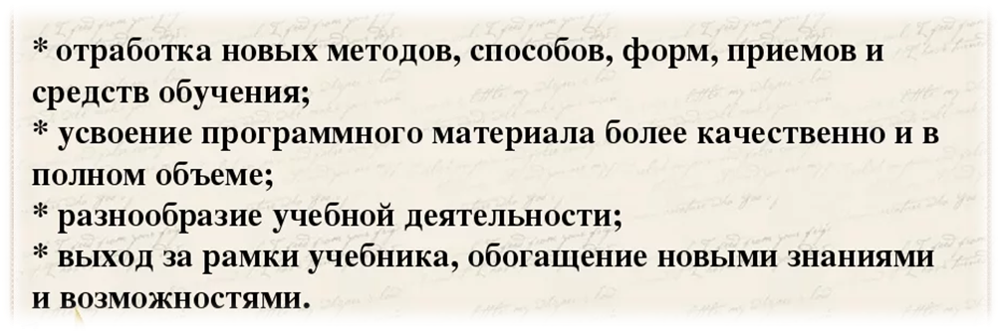 * отработка новых методов, способов, форм, приемов и
средств обучения;
* усвоение программного материала более качественно и в
полном объеме;
* разнообразие учебной деятельности;
* выход за рамки учебника, обогащение новыми знаниями
и возможностями.